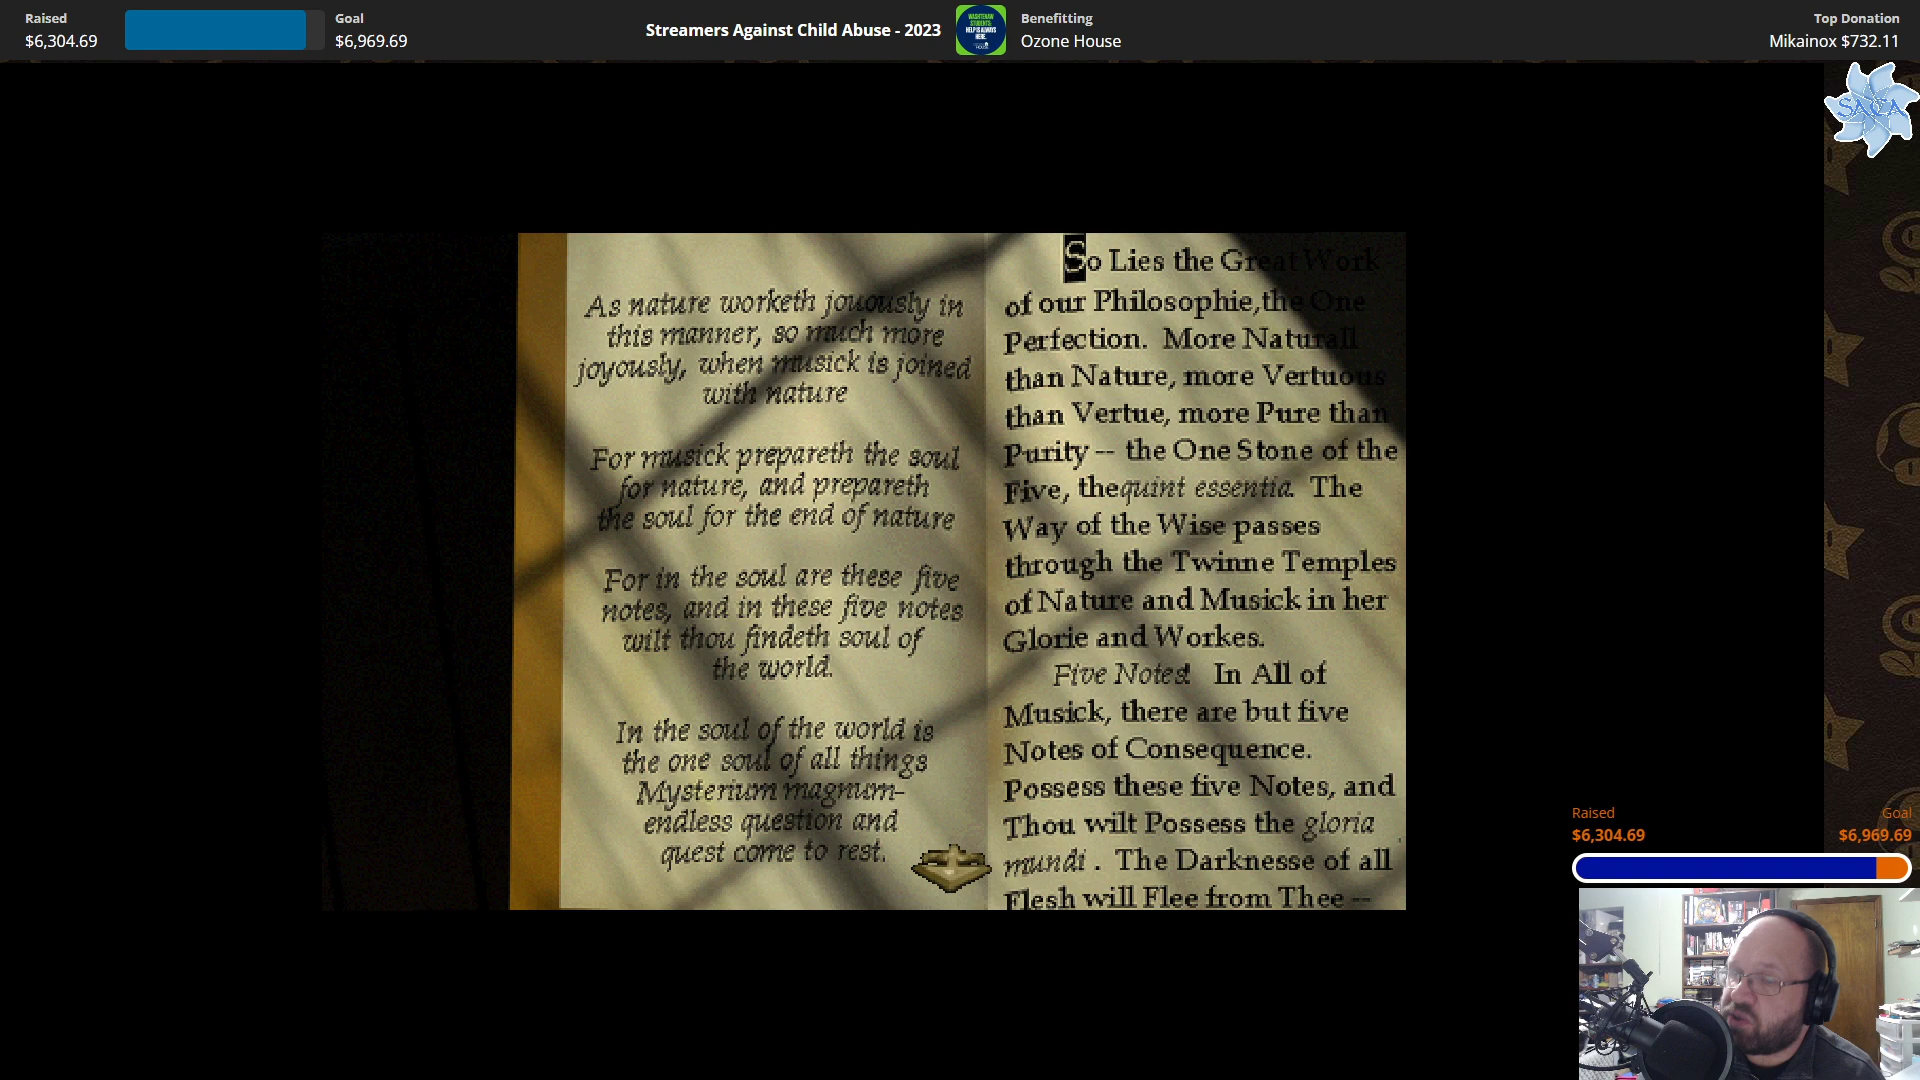 Raised
$6,304.69
Goal
$6,969.69
Streamers Against Child Abuse - 2023
WASHTENAW
STUDENTS:
HELP IS ALWAYS
HERE.
Benefitting
Ozone House
Top Donation
Mikainox $732.11
SACA
As nature worketh joyously in
this manner, so much more
joyously, when musick is joined
with nature
For musick prepareth the soul
for nature, and prepareth
the soul for the end of nature
For in the soul are these five
notes, and in these five notes
wilt thou findeth soul of
the world.
In the soul of the world is
the one soul of all things
Mysterium magnum-
endless question and
quest come to rest.
So Lies the Great Work
of our Philosophie,the One
Perfection. More Naturall
than Nature, more Vertuous
than Vertue, more Pure than
Purity -- the One Stone of the
Five, thequint essentia. The
Way of the Wise passes
through the Twinne Temples
of Nature and Musick in her
Glorie and Workes.
Five Notes! In All of
Musick, there are but five
Notes of Consequence.
Possess these five Notes, and
Thou wilt Possess the gloria
mundi . The Darknesse of all
Flesh will Flee from Thee --
Raised
$6,304.69
Goal
$6,969.69